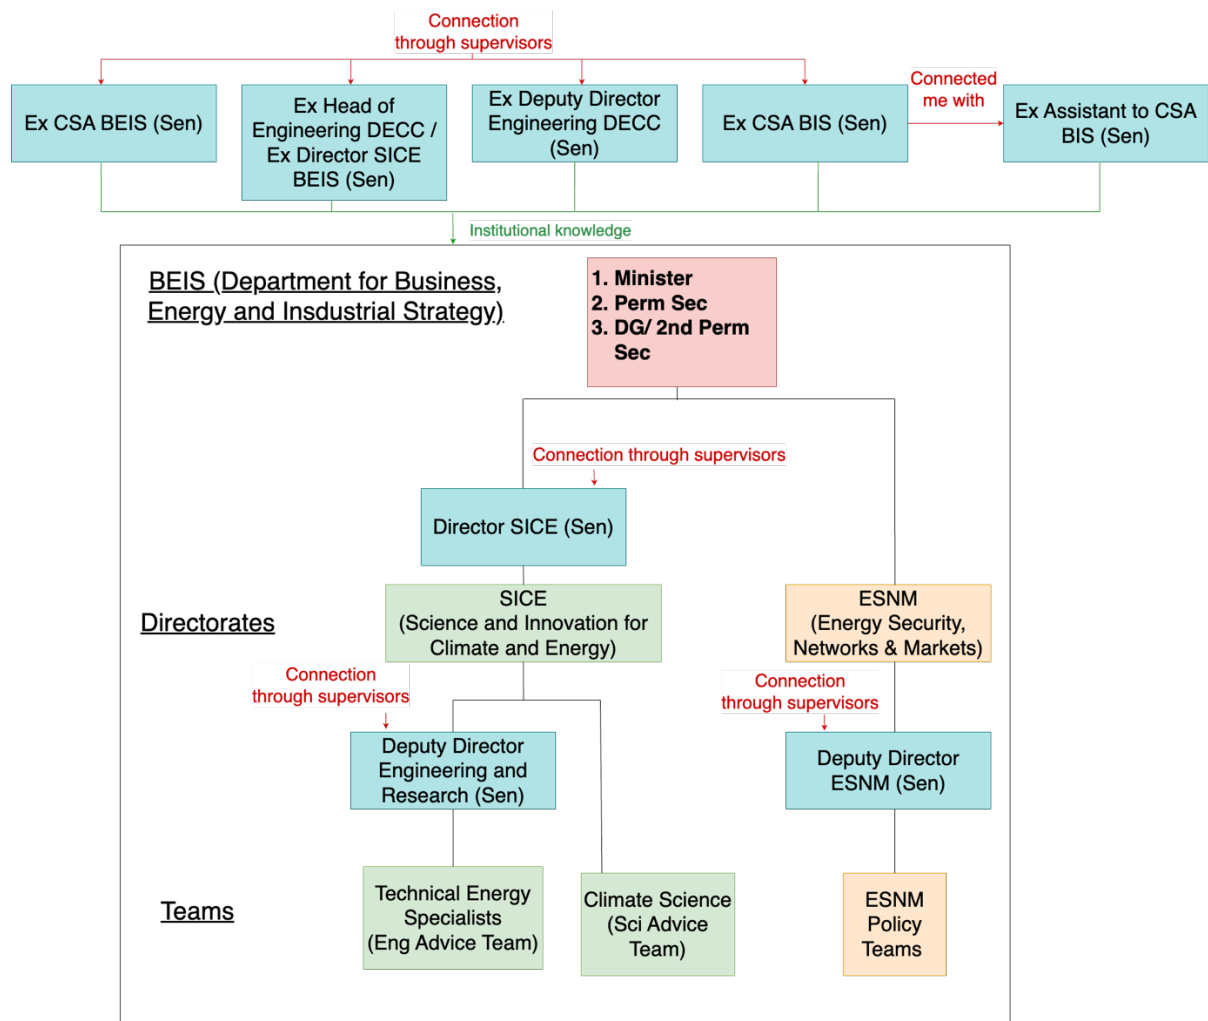 Connection
through supervisors
Ex CSA BEIS (Sen)
Ex Head of
Engineering DECC /
Ex Director SICE
BEIS (Sen)
Ex Deputy Director
Engineering DECC
(Sen)
Ex CSA BIS (Sen)
Connected
me with
Ex Assistant to CSA
BIS (Sen)
Institutional knowledge
BEIS (Department for Business,
Energy and Insdustrial Strategy)
1. Minister
2. Perm Sec
3. DG/ 2nd Perm
Sec
Connection through supervisors
Director SICE (Sen)
Directorates
SICE
(Science and Innovation for
Climate and Energy)
ESNM
(Energy Security,
Networks & Markets)
Connection
through supervisors
Connection
through supervisors
Deputy Director
Engineering and
Research (Sen)
Deputy Director
ESNM (Sen)
Teams
Technical Energy
Specialists
(Eng Advice Team)
Climate Science
(Sci Advice
Team)
ESNM
Policy
Teams